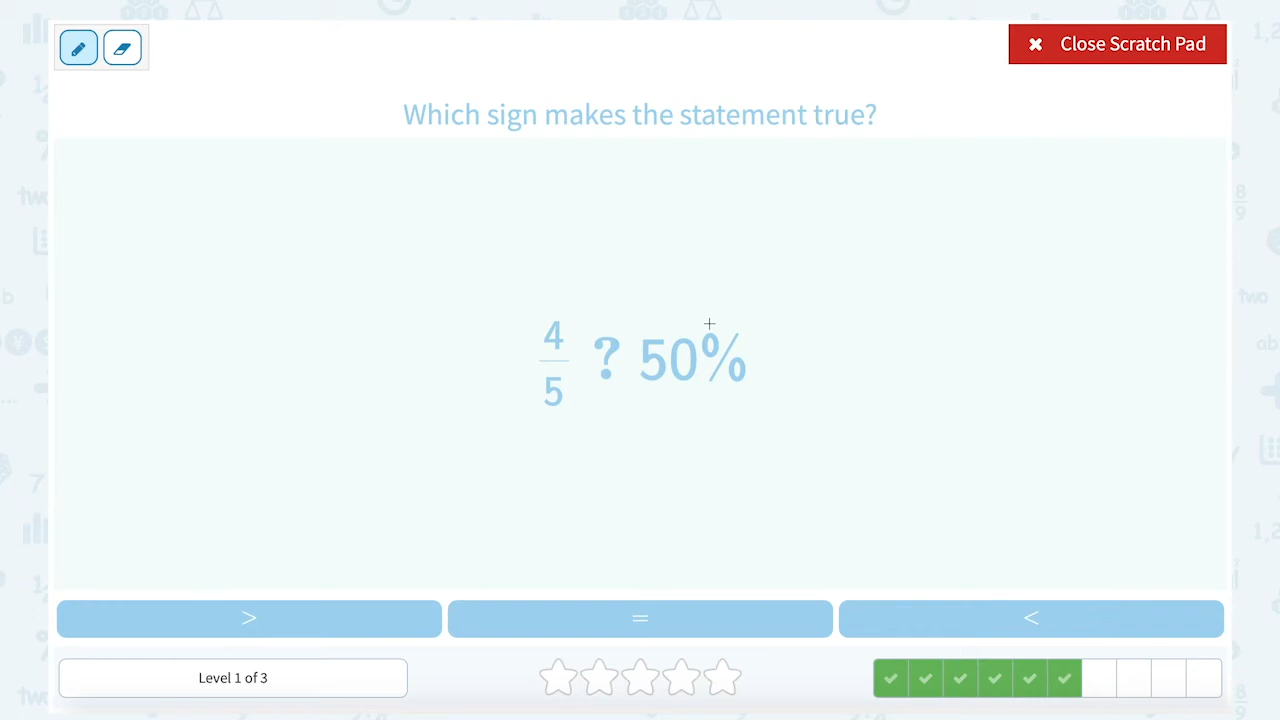 ✖ Close Scratch Pad
Which sign makes the statement true?
4/5 ? 50%
> = <
Level 1 of 3